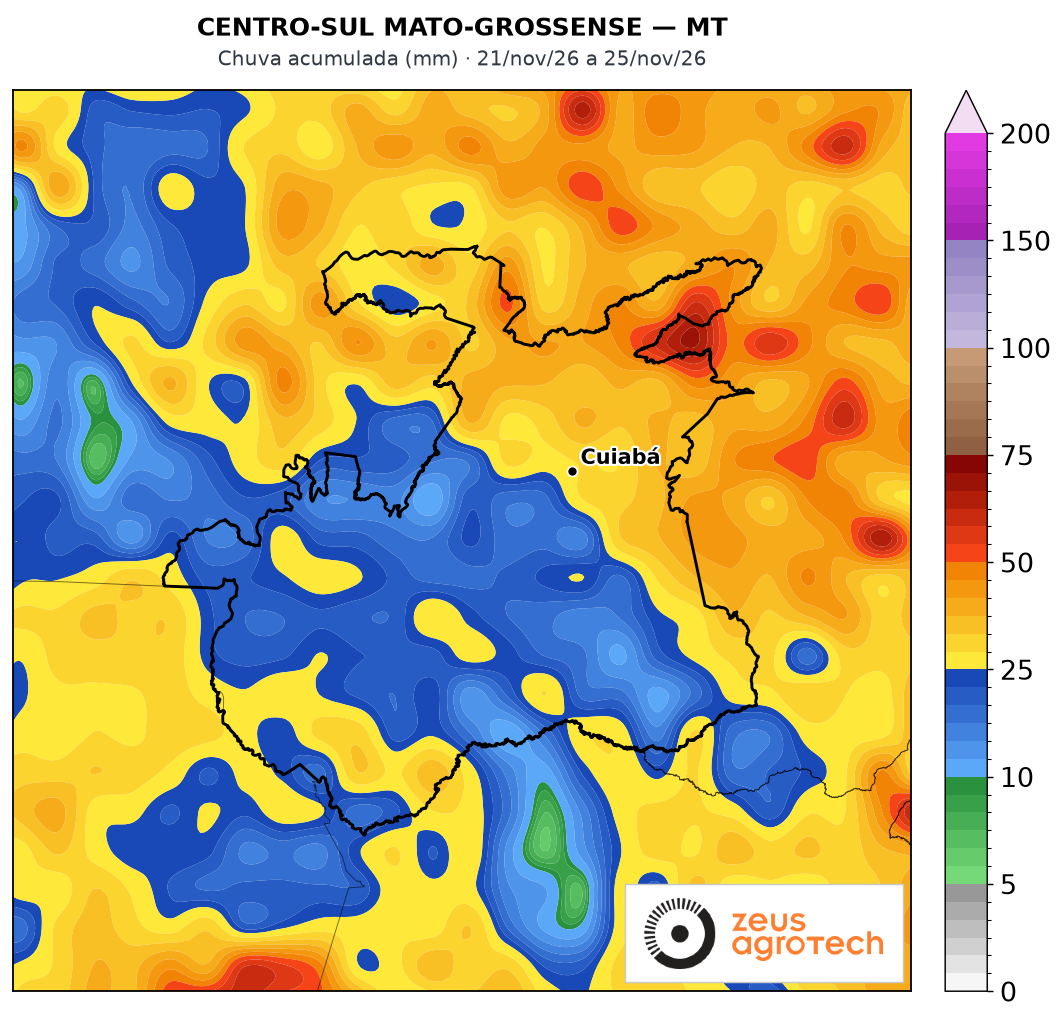 CENTRO-SUL MATO-GROSSENSE — MT
Chuva acumulada (mm) · 21/nov/26 a 25/nov/26
200
150
100
75
50
25
10
5
0
Cuiabá
zeus
agrotech